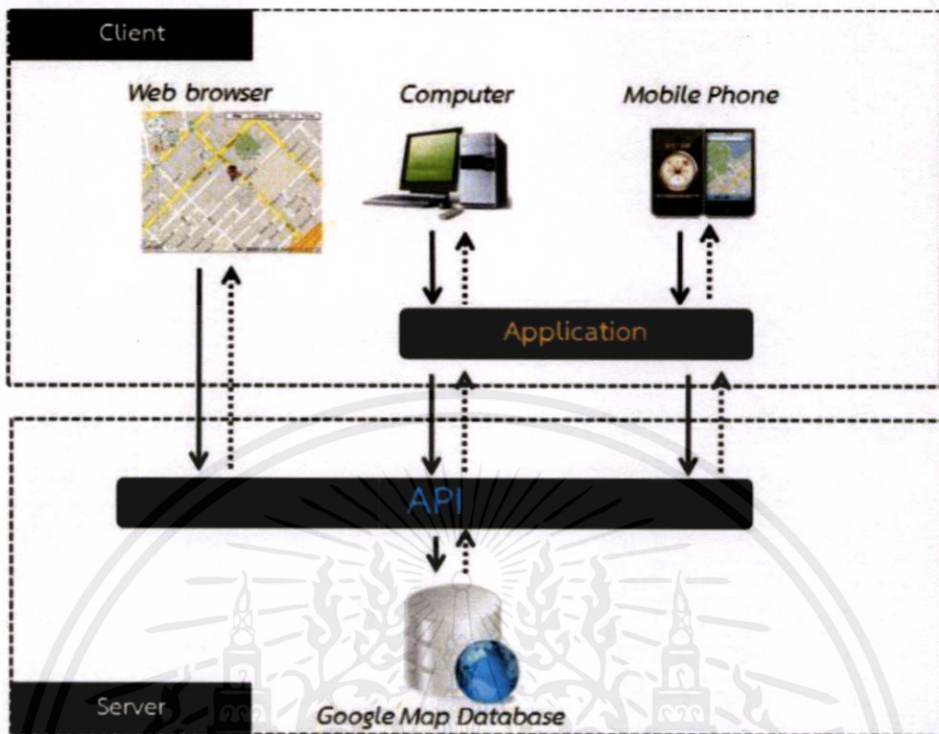 Client
Web browser
Computer
Mobile Phone
Application
API
Server
Google Map Database